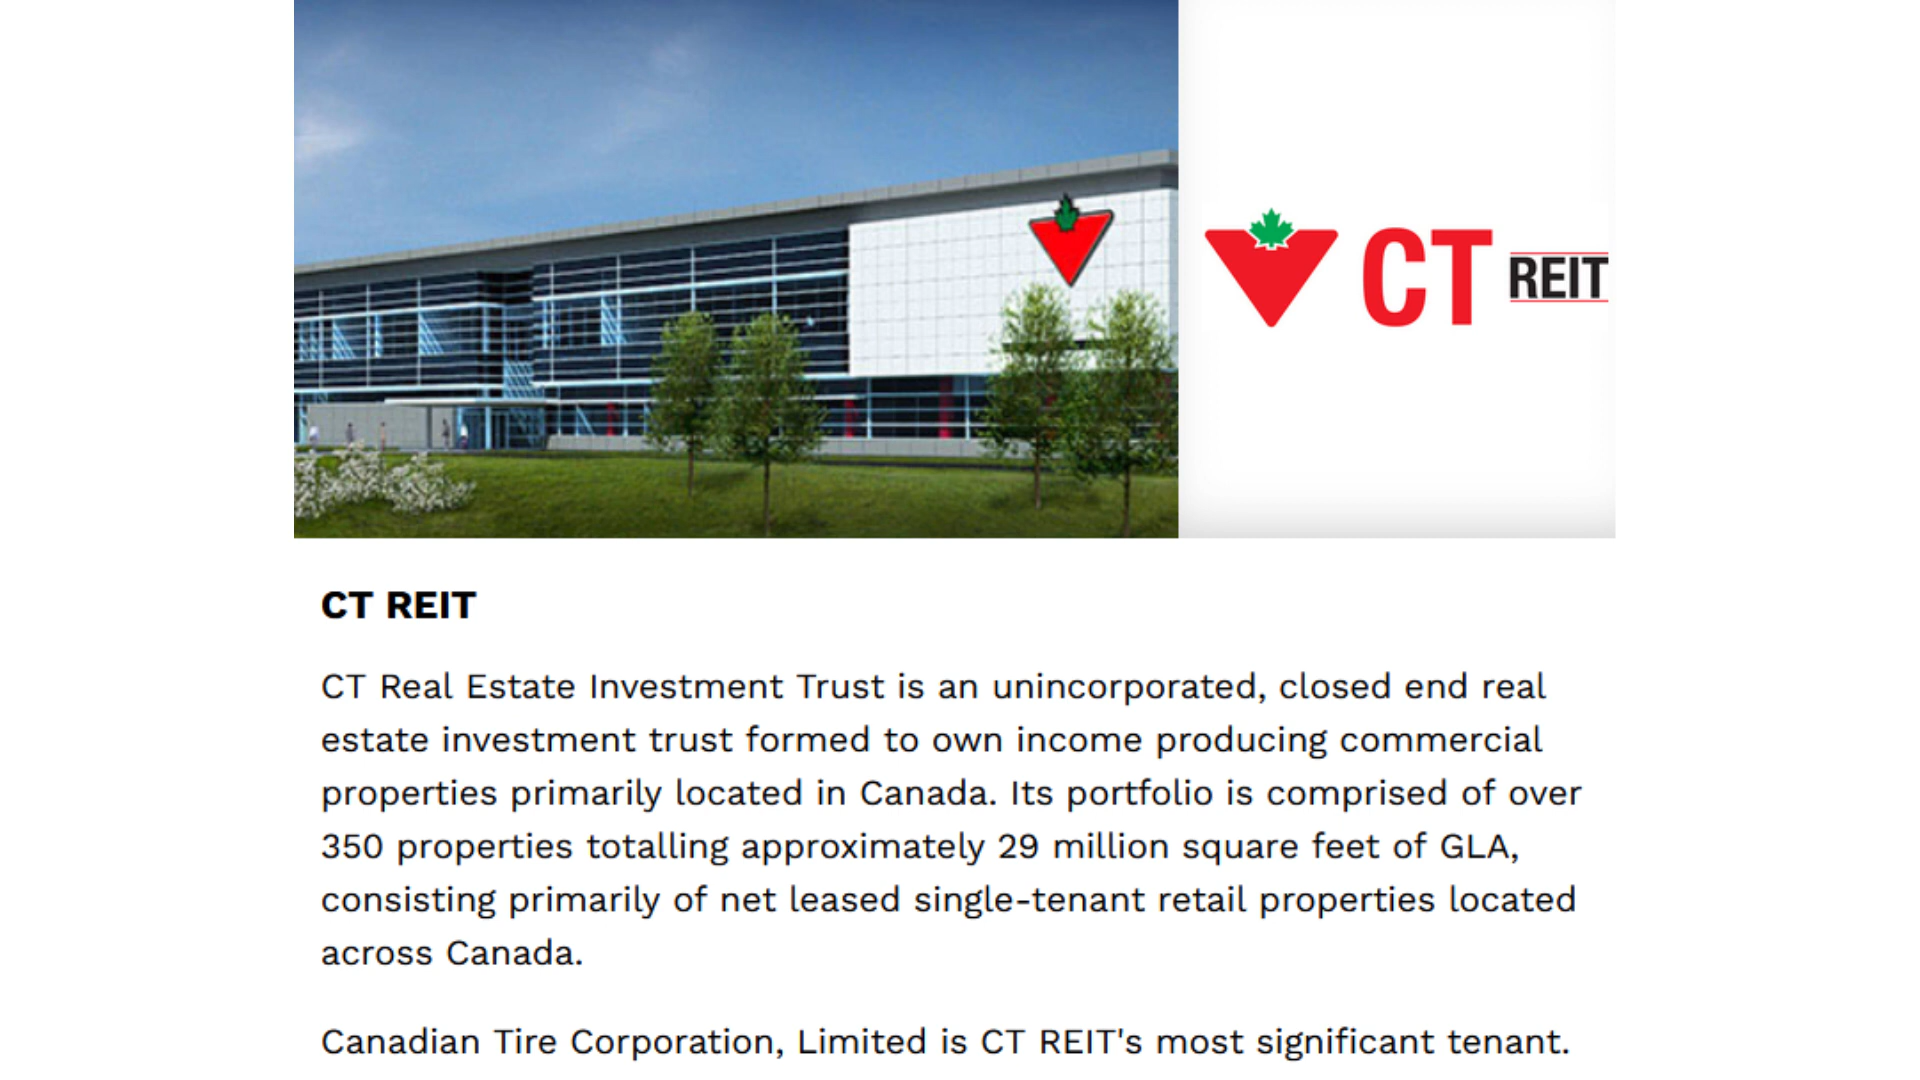 CT REIT
CT REIT
CT Real Estate Investment Trust is an unincorporated, closed end real
estate investment trust formed to own income producing commercial
properties primarily located in Canada. Its portfolio is comprised of over
350 properties totalling approximately 29 million square feet of GLA,
consisting primarily of net leased single-tenant retail properties located
across Canada.
Canadian Tire Corporation, Limited is CT REIT's most significant tenant.